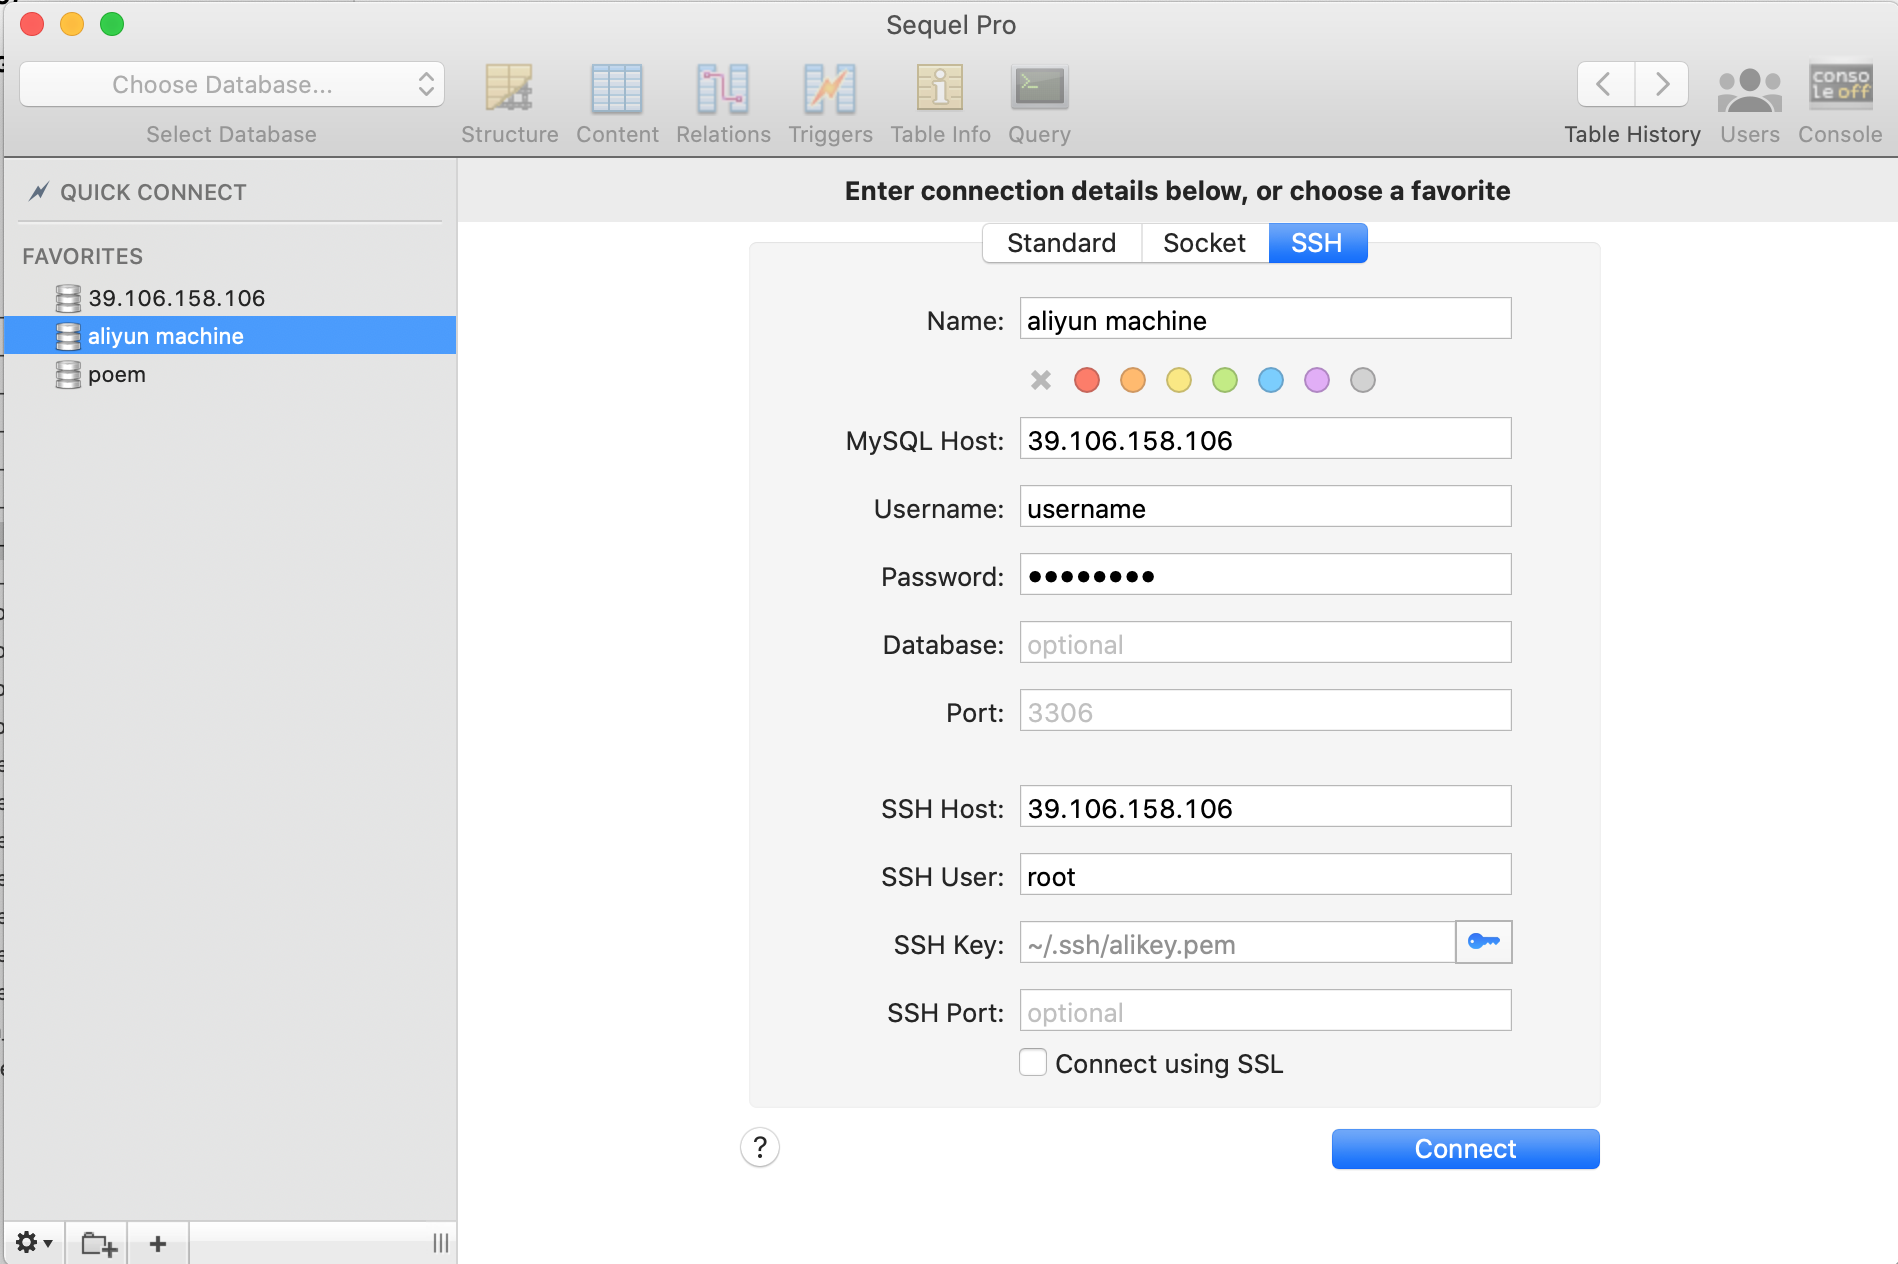 Sequel Pro
Choose Database...
Select Database
Structure
Content
Relations
Triggers
Table Info
Query
Table History
Users
conso
le off
Console
QUICK CONNECT
FAVORITES
39.106.158.106
aliyun machine
poem
Enter connection details below, or choose a favorite
Standard
Socket
SSH
Name: aliyun machine
MySQL Host: 39.106.158.106
Username: username
Password: ●●●●●●●●
Database: optional
Port: 3306
SSH Host: 39.106.158.106
SSH User: root
SSH Key: ~/.ssh/alikey.pem
SSH Port: optional
Connect using SSL
?
Connect